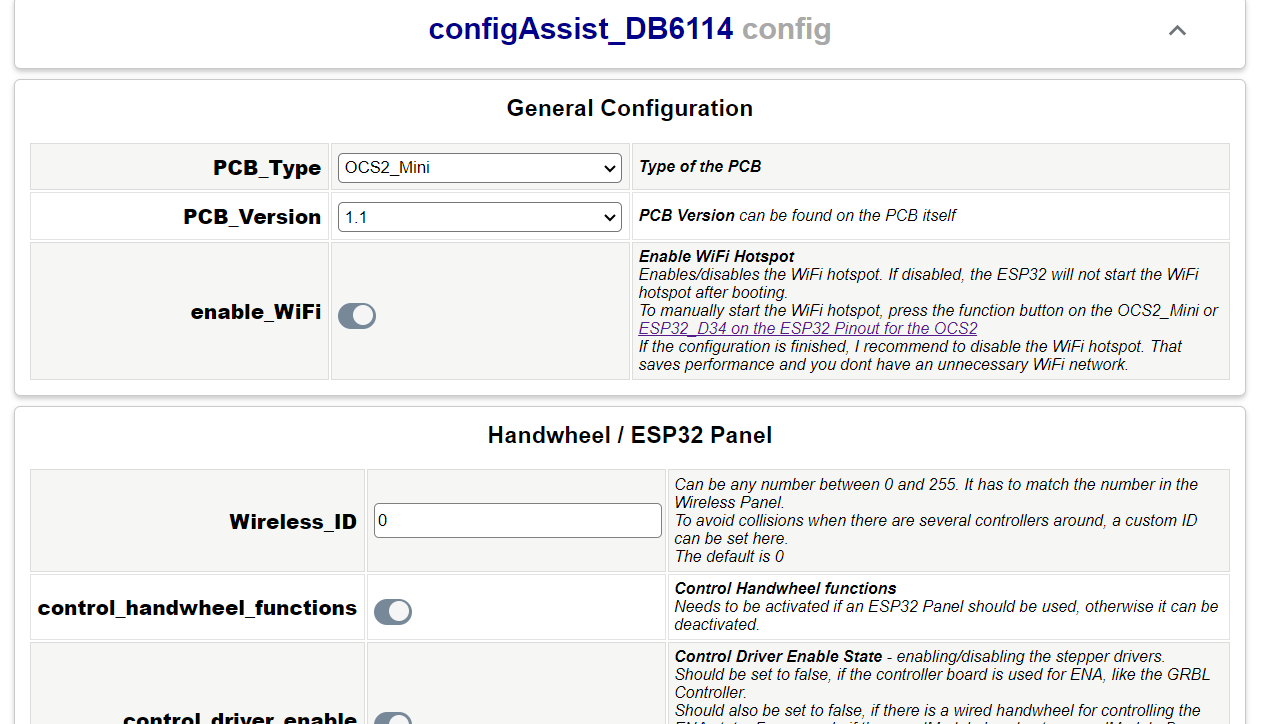 configAssist_DB6114 config
General Configuration
PCB_Type
OCS2_Mini
Type of the PCB
PCB_Version
1.1
PCB Version can be found on the PCB itself
enable_WiFi
Enable WiFi Hotspot
Enables/disables the WiFi hotspot. If disabled, the ESP32 will not start the WiFi
hotspot after booting.
To manually start the WiFi hotspot, press the function button on the OCS2_Mini or
ESP32_D34 on the ESP32 Pinout for the OCS2
If the configuration is finished, I recommend to disable the WiFi hotspot. That
saves performance and you dont have an unnecessary WiFi network.
Handwheel / ESP32 Panel
Wireless_ID
0
Can be any number between 0 and 255. It has to match the number in the
Wireless Panel.
To avoid collisions when there are several controllers around, a custom ID
can be set here.
The default is 0
control_handwheel_functions
Control Handwheel functions
Needs to be activated if an ESP32 Panel should be used, otherwise it can be
deactivated.
control_driver_enable
Control Driver Enable State - enabling/disabling the stepper drivers.
Should be set to false, if the controller board is used for ENA, like the GRBL
Controller.
Should also be set to false, if there is a wired handwheel for controlling the